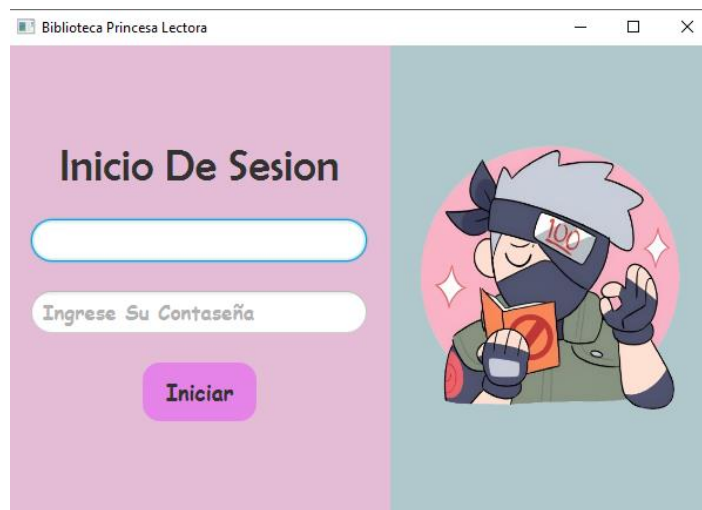 Biblioteca Princesa Lectora
Inicio De Sesion
100
Ingrese Su Contaseña
Iniciar